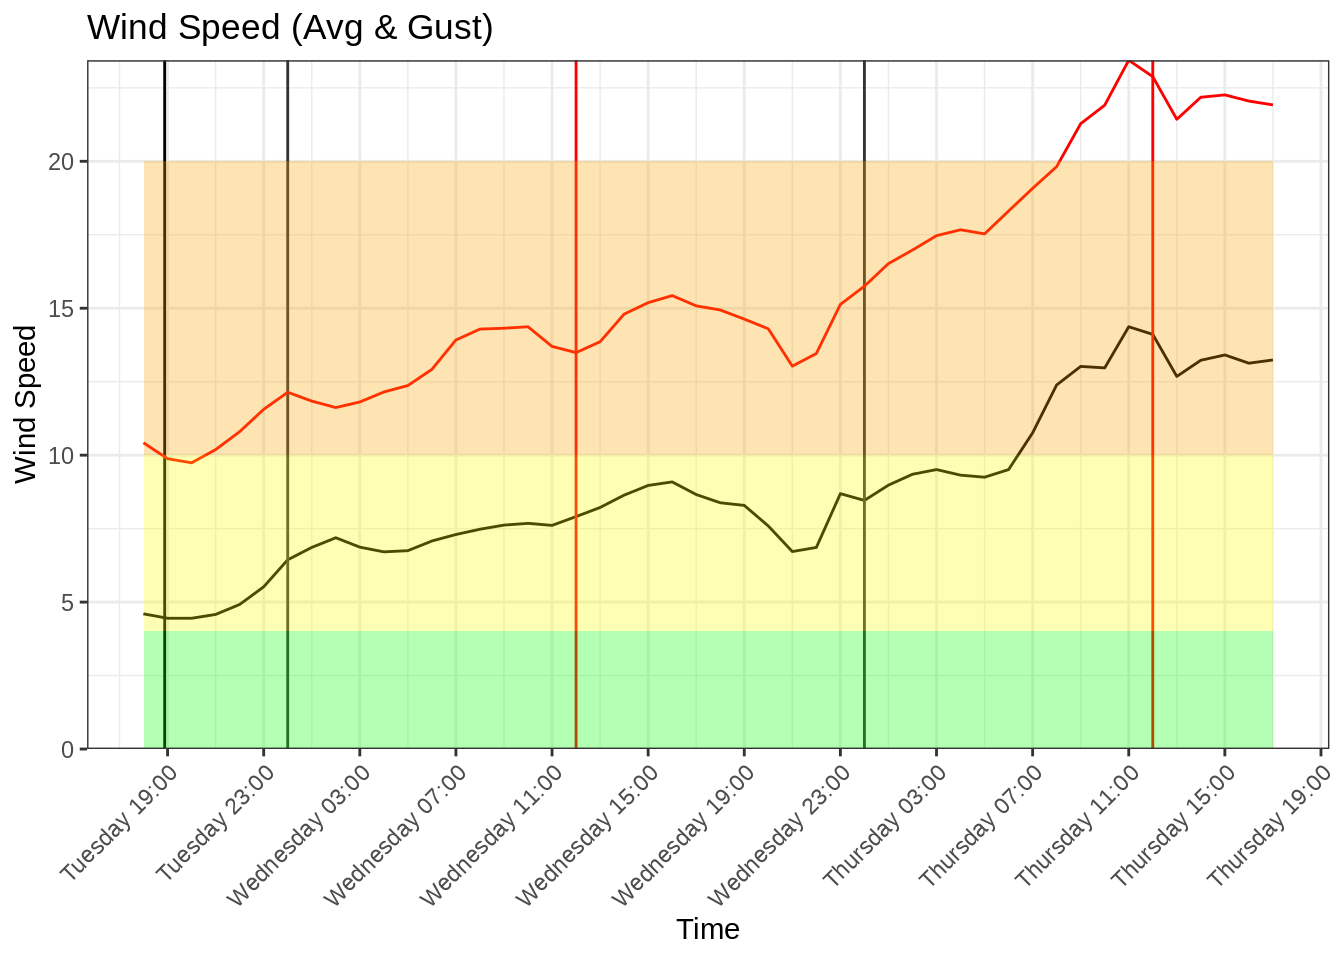 Wind Speed (Avg & Gust)
Wind Speed
20
15
10
5
0
Tuesday 19:00
Tuesday 23:00
Wednesday 03:00
Wednesday 07:00
Wednesday 11:00
Wednesday 15:00
Wednesday 19:00
Wednesday 23:00
Thursday 03:00
Thursday 07:00
Thursday 11:00
Thursday 15:00
Thursday 19:00
Time